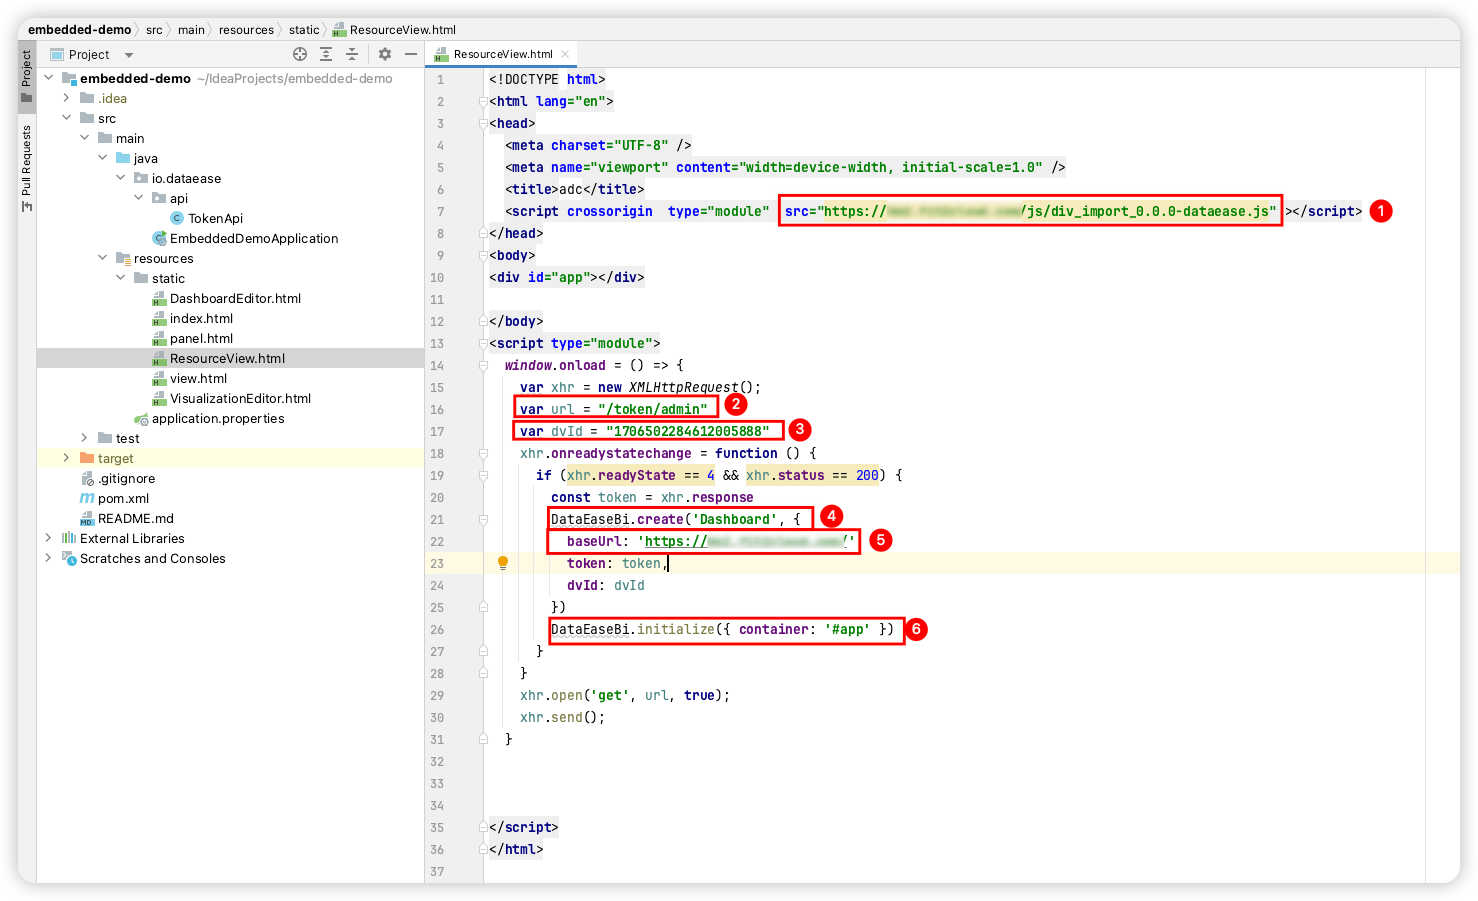 embedded-demo src main resources static ResourceView.html
Project
Pull Requests
Project
embedded-demo ~/IdeaProjects/embedded-demo
.idea
src
main
java
io.dataease
api
TokenApi
EmbeddedDemoApplication
resources
static
DashboardEditor.html
index.html
panel.html
ResourceView.html
view.html
VisualizationEditor.html
application.properties
test
target
.gitignore
pom.xml
README.md
External Libraries
Scratches and Consoles
ResourceView.html
1 <!DOCTYPE html>
2 <html lang="en">
3 <head>
4 <meta charset="UTF-8" />
5 <meta name="viewport" content="width=device-width, initial-scale=1.0" />
6 <title>adc</title>
7 <script crossorigin type="module" src="https:// /js/div_import_0.0.0-dataease.js" ></script> 1
8 </head>
9 <body>
10 <div id="app"></div>
11
12 </body>
13 <script type="module">
14 window.onload = () => {
15 var xhr = new XMLHttpRequest();
16 var url = "/token/admin" 2
17 var dvId = "1706502284612005888" 3
18 xhr.onreadystatechange = function () {
19 if (xhr.readyState == 4 && xhr.status == 200) {
20 const token = xhr.response
21 DataEaseBi.create('Dashboard', { 4
22 baseUrl: 'https:// /' 5
23 token: token,
24 dvId: dvId
25 })
26 DataEaseBi.initialize({ container: '#app' }) 6
27 }
28 }
29 xhr.open('get', url, true);
30 xhr.send();
31 }
32
33
34
35 </script>
36 </html>
37